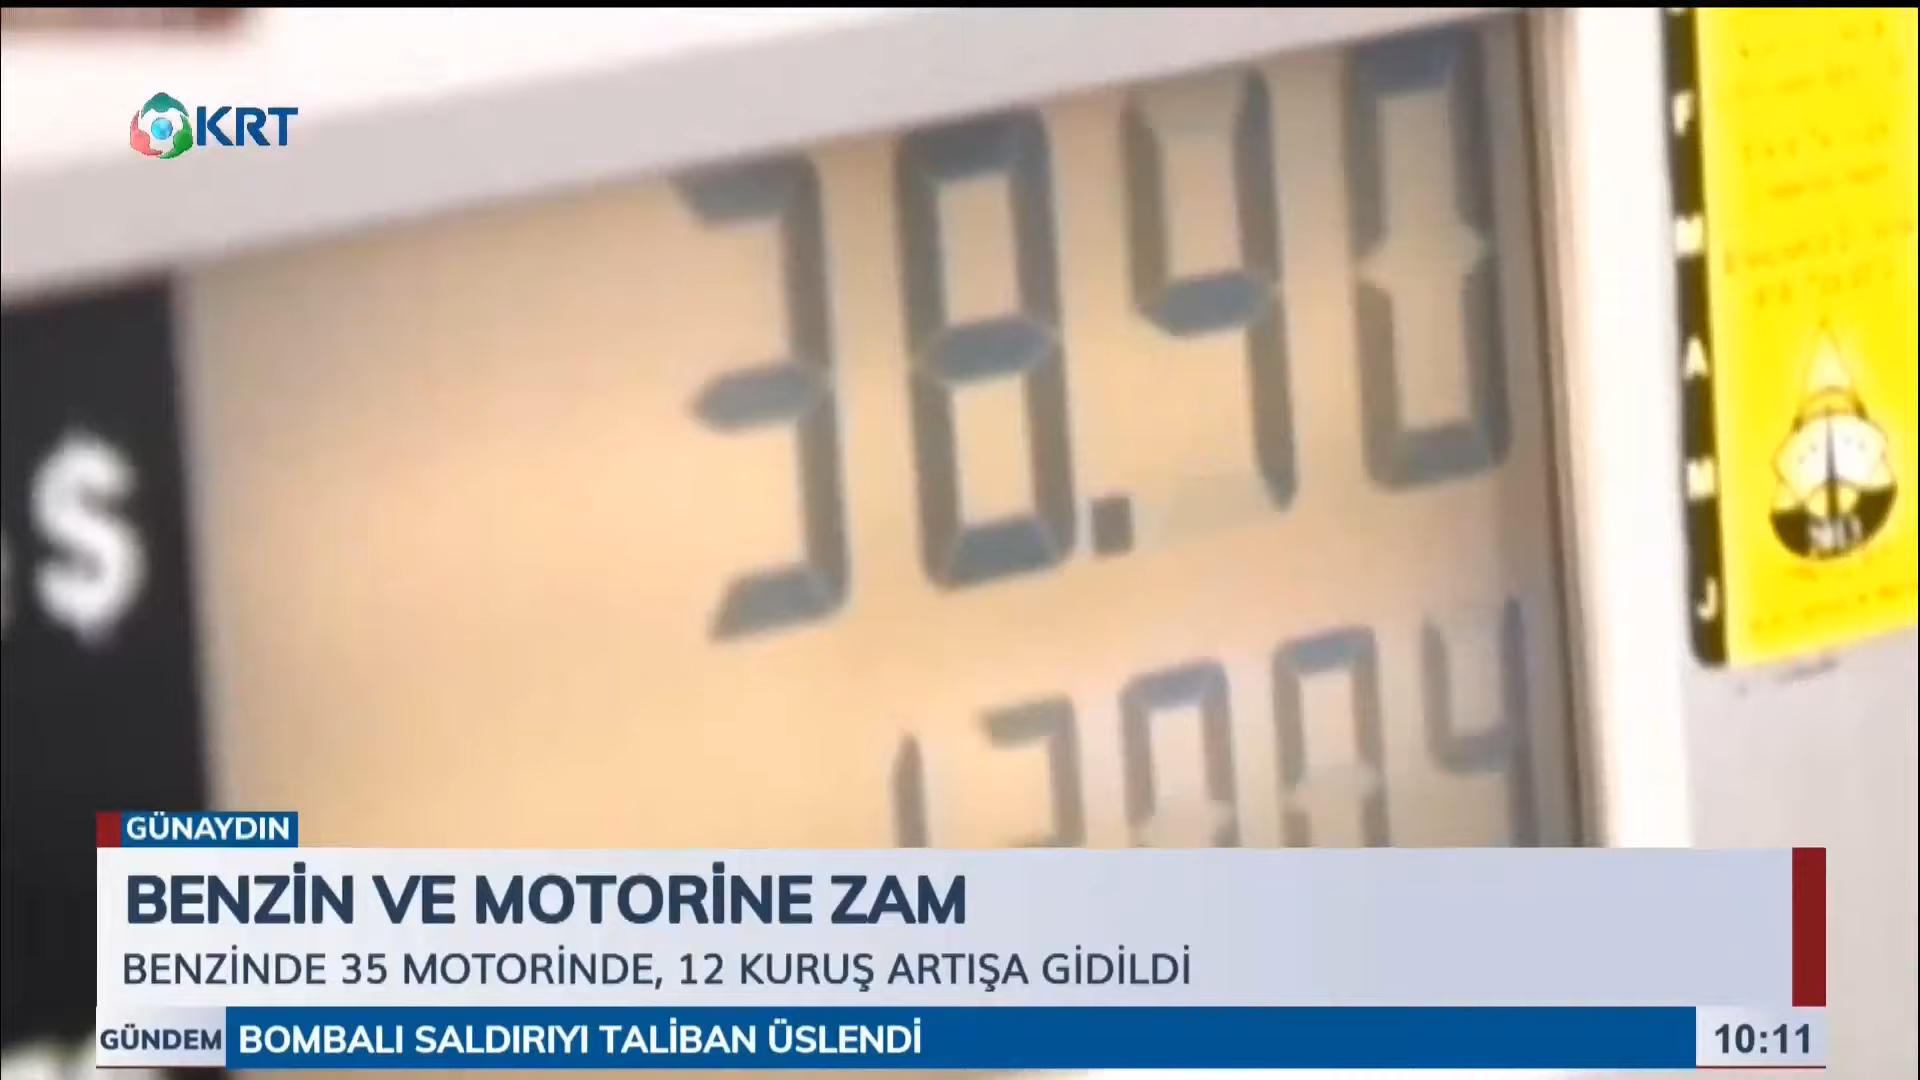 KRT
38.40
Ş
F
M
A
M
J
GÜNAYDIN
BENZİN VE MOTORİNE ZAM
BENZİNDE 35 MOTORİNDE, 12 KURUŞ ARTIŞA GİDİLDİ
GÜNDEM BOMBALI SALDIRIYI TALİBAN ÜSLENDİ
10:11